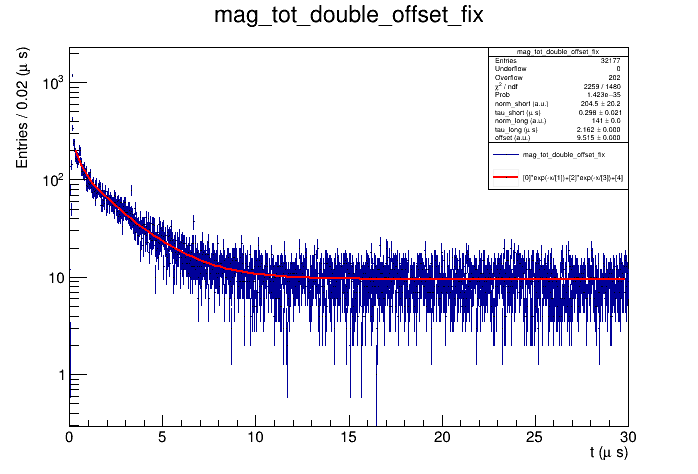 mag_tot_double_offset_fix
Entries / 0.02 (μ s)
mag_tot_double_offset_fix
Entries 32177
Underflow 0
Overflow 202
χ² / ndf 2259 / 1480
Prob 1.423e−35
norm_short (a.u.) 204.5 ± 20.2
tau_short (μ s) 0.298 ± 0.021
norm_long (a.u.) 141 ± 0.0
tau_long (μ s) 2.162 ± 0.000
offset (a.u.) 9.515 ± 0.000
mag_tot_double_offset_fix
[0]*exp(-x/[1])+[2]*exp(-x/[3])+[4]
10³
10²
10
1
0 5 10 15 20 25 30
t (μ s)